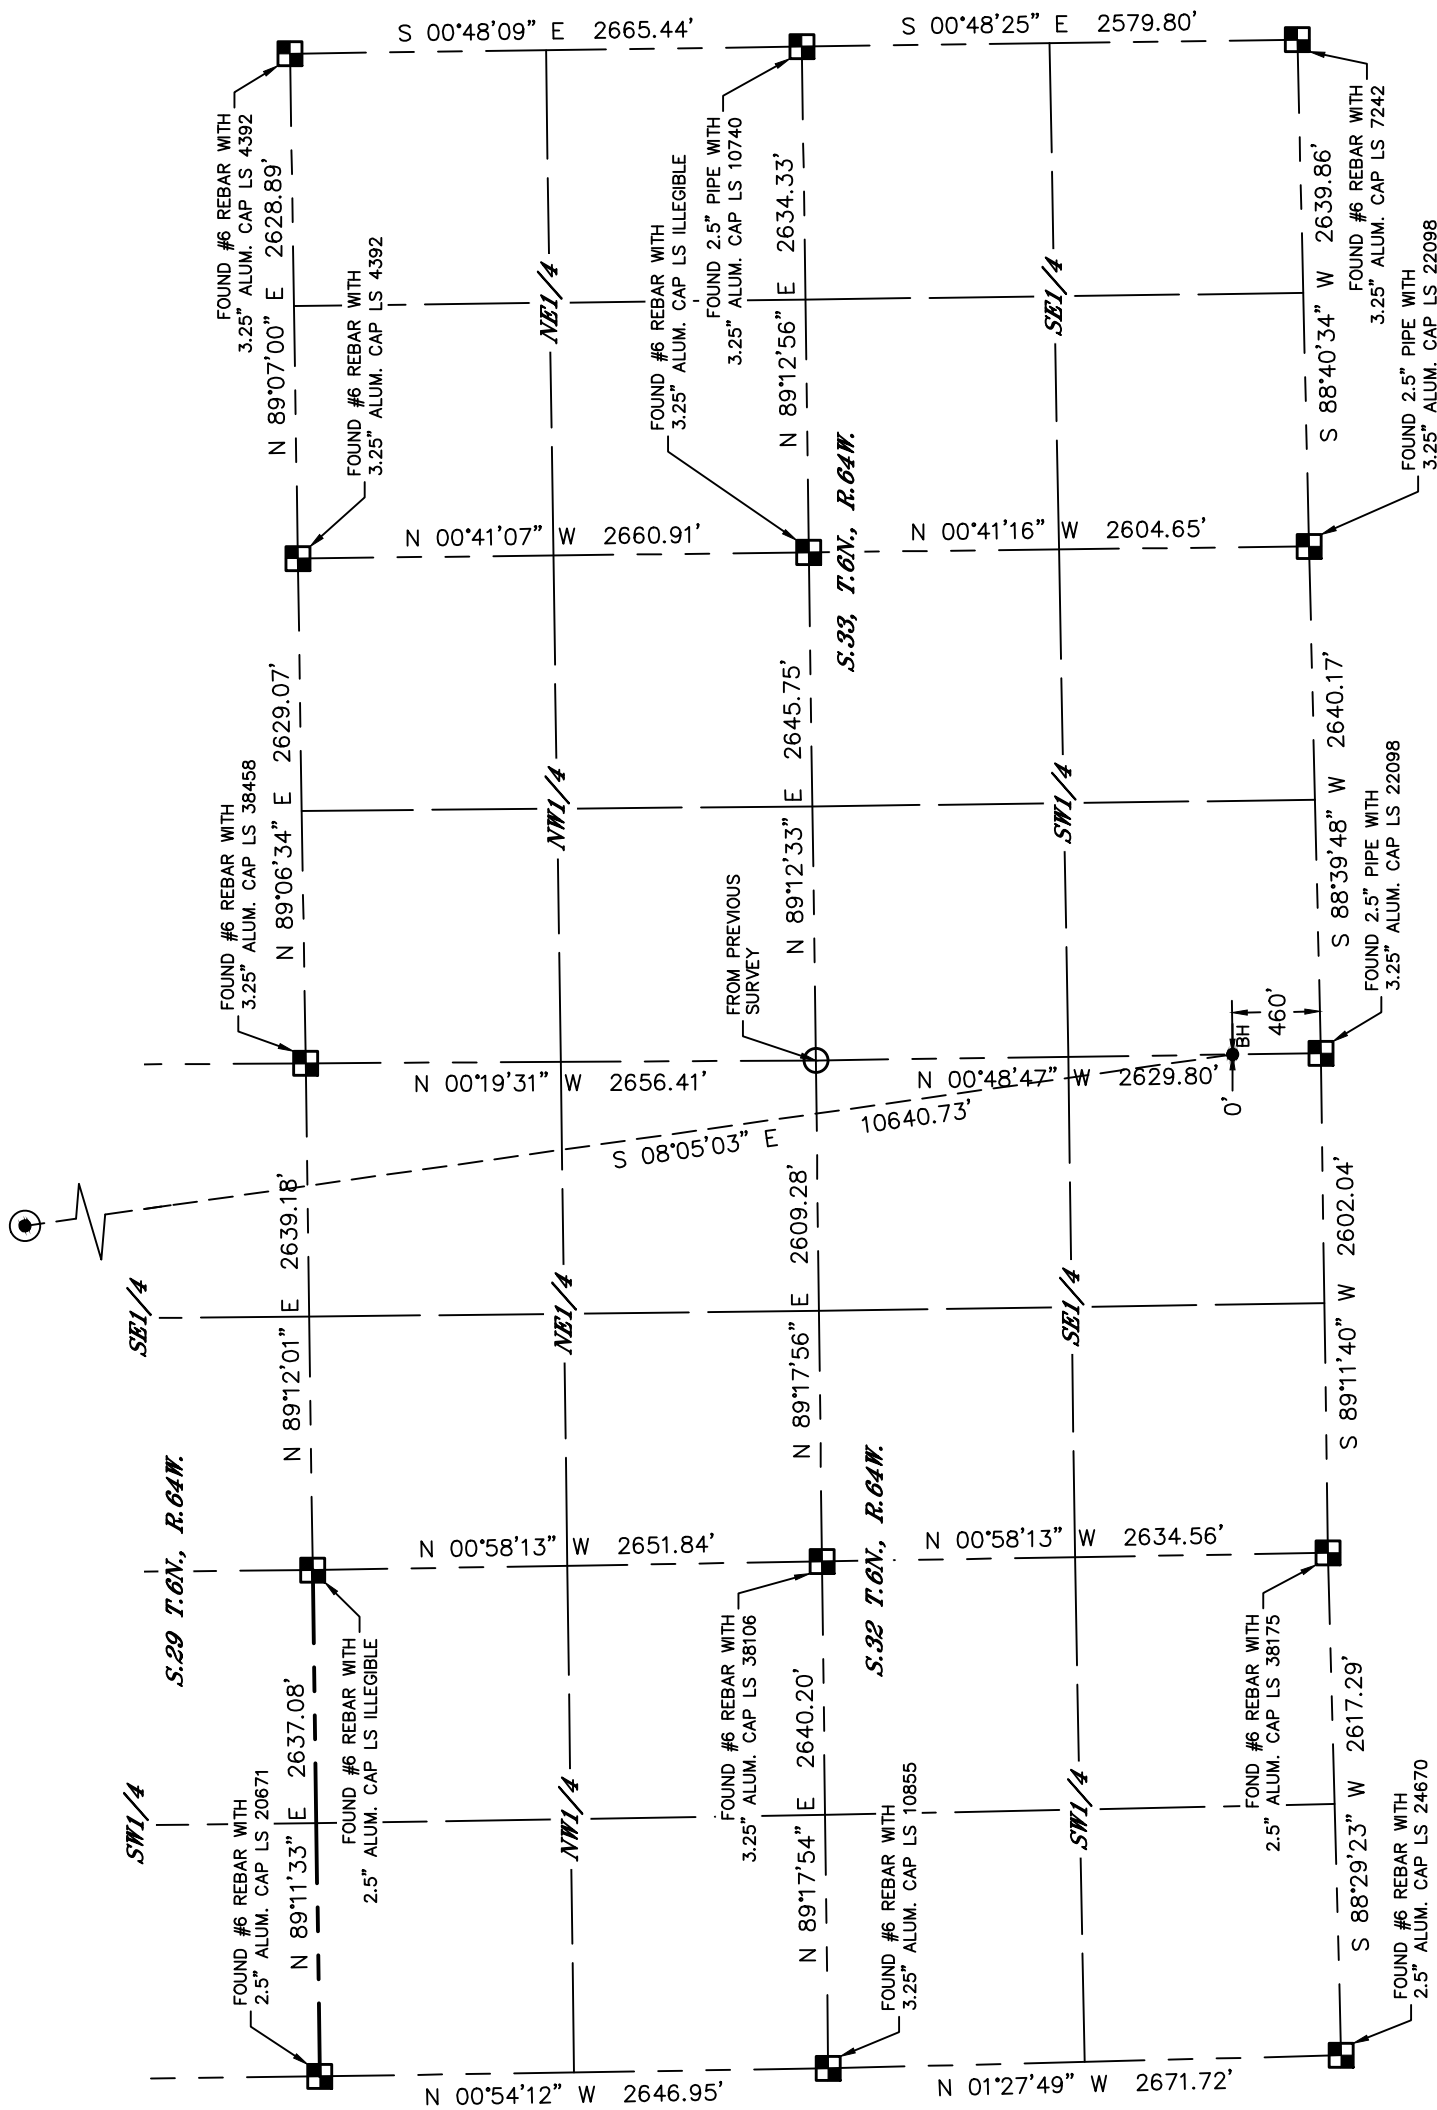 S 00°48'09" E 2665.44'
S 00°48'25" E 2579.80'
FOUND #6 REBAR WITH
3.25" ALUM. CAP LS 4392
N 89°07'00" E 2628.89'
FOUND #6 REBAR WITH
3.25" ALUM. CAP LS 4392
NE1/4
FOUND #6 REBAR WITH
3.25" ALUM. CAP LS ILLEGIBLE
FOUND 2.5" PIPE WITH
3.25" ALUM. CAP LS 10740
N 89°12'56" E 2634.33'
SE1/4
FOUND #6 REBAR WITH
3.25" ALUM. CAP LS 7242
S 88°40'34" W 2639.86'
FOUND 2.5" PIPE WITH
3.25" ALUM. CAP LS 22098
N 00°41'07" W 2660.91'
S.33, T.6N., R.64W.
N 00°41'16" W 2604.65'
N 89°06'34" E 2629.07'
FOUND #6 REBAR WITH
3.25" ALUM. CAP LS 38458
NW1/4
N 89°12'33" E 2645.75'
SW1/4
S 88°39'48" W 2640.17'
FOUND 2.5" PIPE WITH
3.25" ALUM. CAP LS 22098
FROM PREVIOUS
SURVEY
BH
460'
0'
N 00°19'31" W 2656.41'
N 00°48'47" W 2629.80'
S 08°05'03" E 10640.73'
SE1/4
N 89°12'01" E 2639.18'
NE1/4
N 89°17'56" E 2609.28'
SE1/4
S 89°11'40" W 2602.04'
S.29 T.6N., R.64W.
N 00°58'13" W 2651.84'
S.32 T.6N., R.64W.
N 00°58'13" W 2634.56'
SW1/4
FOUND #6 REBAR WITH
2.5" ALUM. CAP LS 20671
N 89°11'33" E 2637.08'
FOUND #6 REBAR WITH
2.5" ALUM. CAP LS ILLEGIBLE
NW1/4
FOUND #6 REBAR WITH
3.25" ALUM. CAP LS 38106
N 89°17'54" E 2640.20'
FOUND #6 REBAR WITH
3.25" ALUM. CAP LS 10855
SW1/4
FOND #6 REBAR WITH
2.5" ALUM. CAP LS 38175
S 88°29'23" W 2617.29'
FOUND #6 REBAR WITH
2.5" ALUM. CAP LS 24670
N 00°54'12" W 2646.95'
N 01°27'49" W 2671.72'